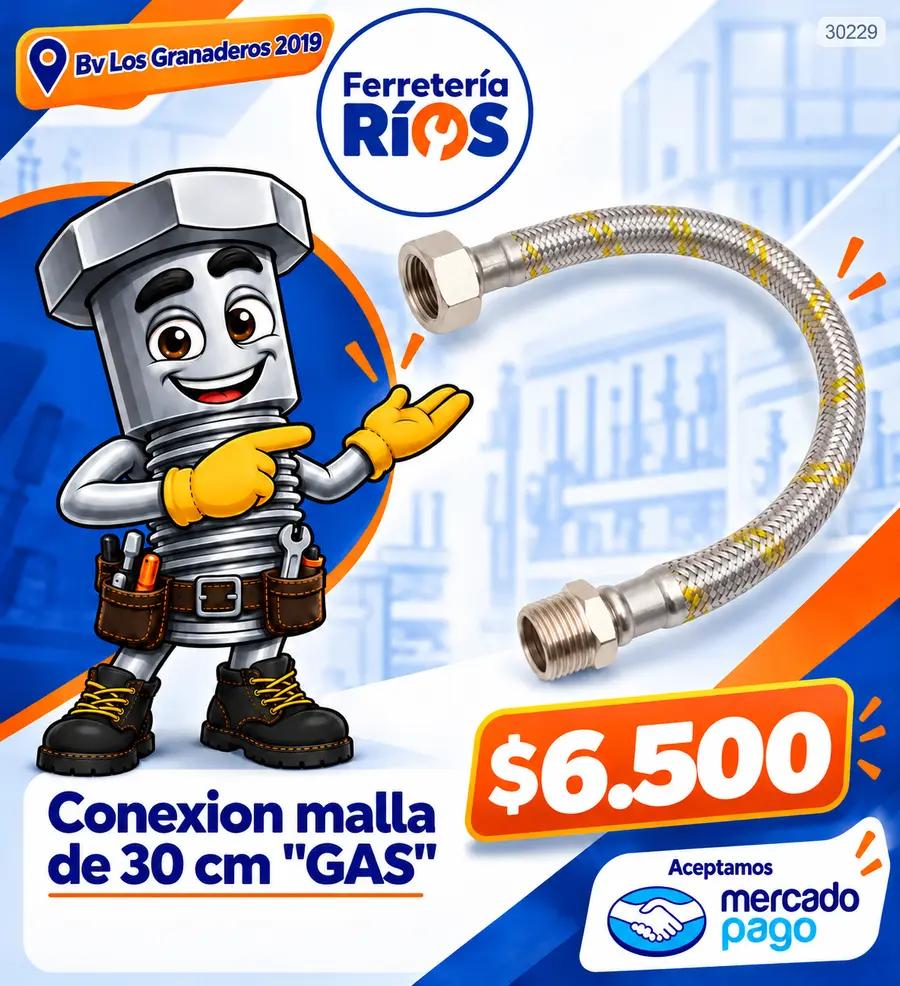 Bv Los Granaderos 2019
Ferretería
RÍOS
30229
$6.500
Conexion malla
de 30 cm "GAS"
Aceptamos
mercado
pago